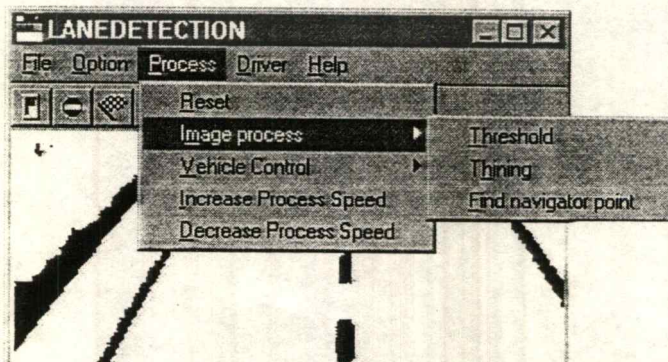 LANEDETECTION
File Option Process Driver Help
Reset
Image process
Vehicle Control
Increase Process Speed
Decrease Process Speed
Threshold
Thining
Find navigator point